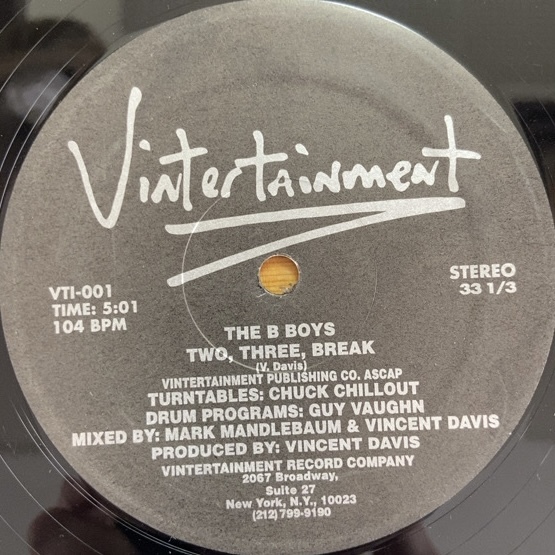 Vintertainment
VTI-001
TIME: 5:01
104 BPM
STEREO
33 1/3
THE B BOYS
TWO, THREE, BREAK
(V. Davis)
VINTERTAINMENT PUBLISHING CO. ASCAP
TURNTABLES: CHUCK CHILLOUT
DRUM PROGRAMS: GUY VAUGHN
MIXED BY: MARK MANDLEBAUM & VINCENT DAVIS
PRODUCED BY: VINCENT DAVIS
VINTERTAINMENT RECORD COMPANY
2067 Broadway,
Suite 27
New York, N.Y., 10023
(212) 799-9190